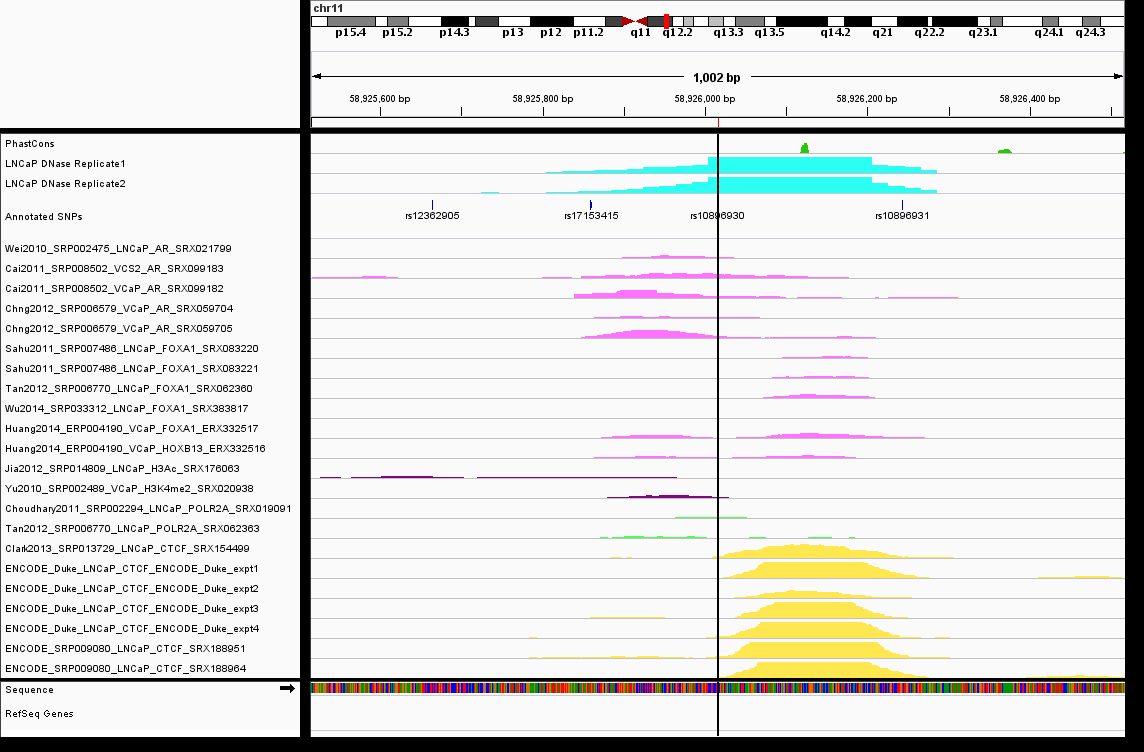 chr11
p15.4 p15.2 p14.3 p13 p12 p11.2 q11 q12.2 q13.3 q13.5 q14.2 q21 q22.2 q23.1 q24.1 q24.3
1,002 bp
58,925,600 bp 58,925,800 bp 58,926,000 bp 58,926,200 bp 58,926,400 bp
PhastCons
LNCaP DNase Replicate1
LNCaP DNase Replicate2
Annotated SNPs
rs12362905 rs17153415 rs10896930 rs10896931
Wei2010_SRP002475_LNCaP_AR_SRX021799
Cai2011_SRP008502_VCS2_AR_SRX099183
Cai2011_SRP008502_VCaP_AR_SRX099182
Chng2012_SRP006579_VCaP_AR_SRX059704
Chng2012_SRP006579_VCaP_AR_SRX059705
Sahu2011_SRP007486_LNCaP_FOXA1_SRX083220
Sahu2011_SRP007486_LNCaP_FOXA1_SRX083221
Tan2012_SRP006770_LNCaP_FOXA1_SRX062360
Wu2014_SRP033312_LNCaP_FOXA1_SRX383817
Huang2014_ERP004190_VCaP_FOXA1_ERX332517
Huang2014_ERP004190_VCaP_HOXB13_ERX332516
Jia2012_SRP014809_LNCaP_H3Ac_SRX176063
Yu2010_SRP002489_VCaP_H3K4me2_SRX020938
Choudhary2011_SRP002294_LNCaP_POLR2A_SRX019091
Tan2012_SRP006770_LNCaP_POLR2A_SRX062363
Clark2013_SRP013729_LNCaP_CTCF_SRX154499
ENCODE_Duke_LNCaP_CTCF_ENCODE_Duke_expt1
ENCODE_Duke_LNCaP_CTCF_ENCODE_Duke_expt2
ENCODE_Duke_LNCaP_CTCF_ENCODE_Duke_expt3
ENCODE_Duke_LNCaP_CTCF_ENCODE_Duke_expt4
ENCODE_SRP009080_LNCaP_CTCF_SRX188951
ENCODE_SRP009080_LNCaP_CTCF_SRX188964
Sequence
RefSeq Genes